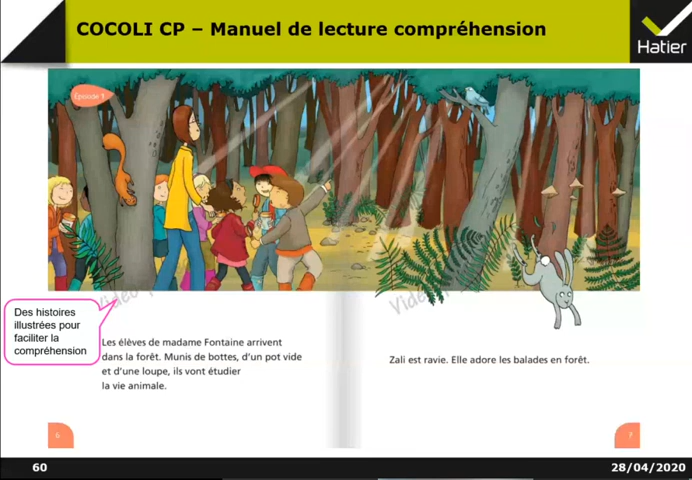 COCOLI CP – Manuel de lecture compréhension
Hatier
Episode 1
Des histoires
illustrées pour
faciliter la
compréhension
Les élèves de madame Fontaine arrivent
dans la forêt. Munis de bottes, d'un pot vide
et d'une loupe, ils vont étudier
la vie animale.
Zali est ravie. Elle adore les balades en forêt.
6
7
60
28/04/2020